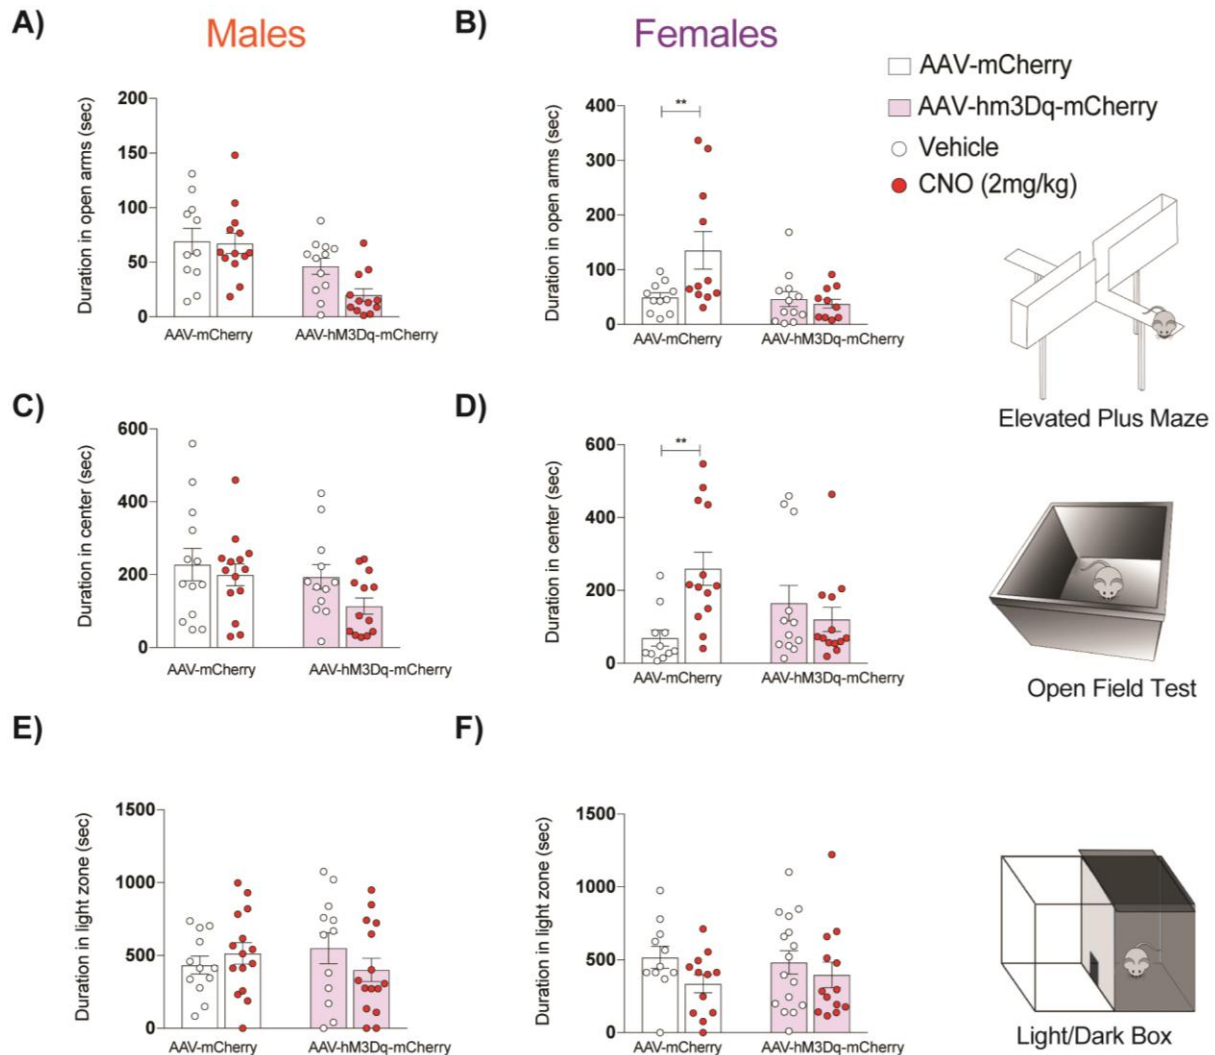 A)
Males
B)
Females
AAV-mCherry
AAV-hm3Dq-mCherry
Vehicle
CNO (2mg/kg)
Duration in open arms (sec)
200
150
100
50
0
AAV-mCherry
AAV-hM3Dq-mCherry
Duration in open arms (sec)
400
300
200
100
0
**
AAV-mCherry
AAV-hM3Dq-mCherry
Elevated Plus Maze
C)
Duration in center (sec)
600
400
200
0
AAV-mCherry
AAV-hM3Dq-mCherry
D)
Duration in center (sec)
600
400
200
0
**
AAV-mCherry
AAV-hM3Dq-mCherry
Open Field Test
E)
Duration in light zone (sec)
1500
1000
500
0
AAV-mCherry
AAV-hM3Dq-mCherry
F)
Duration in light zone (sec)
1500
1000
500
0
AAV-mCherry
AAV-hM3Dq-mCherry
Light/Dark Box